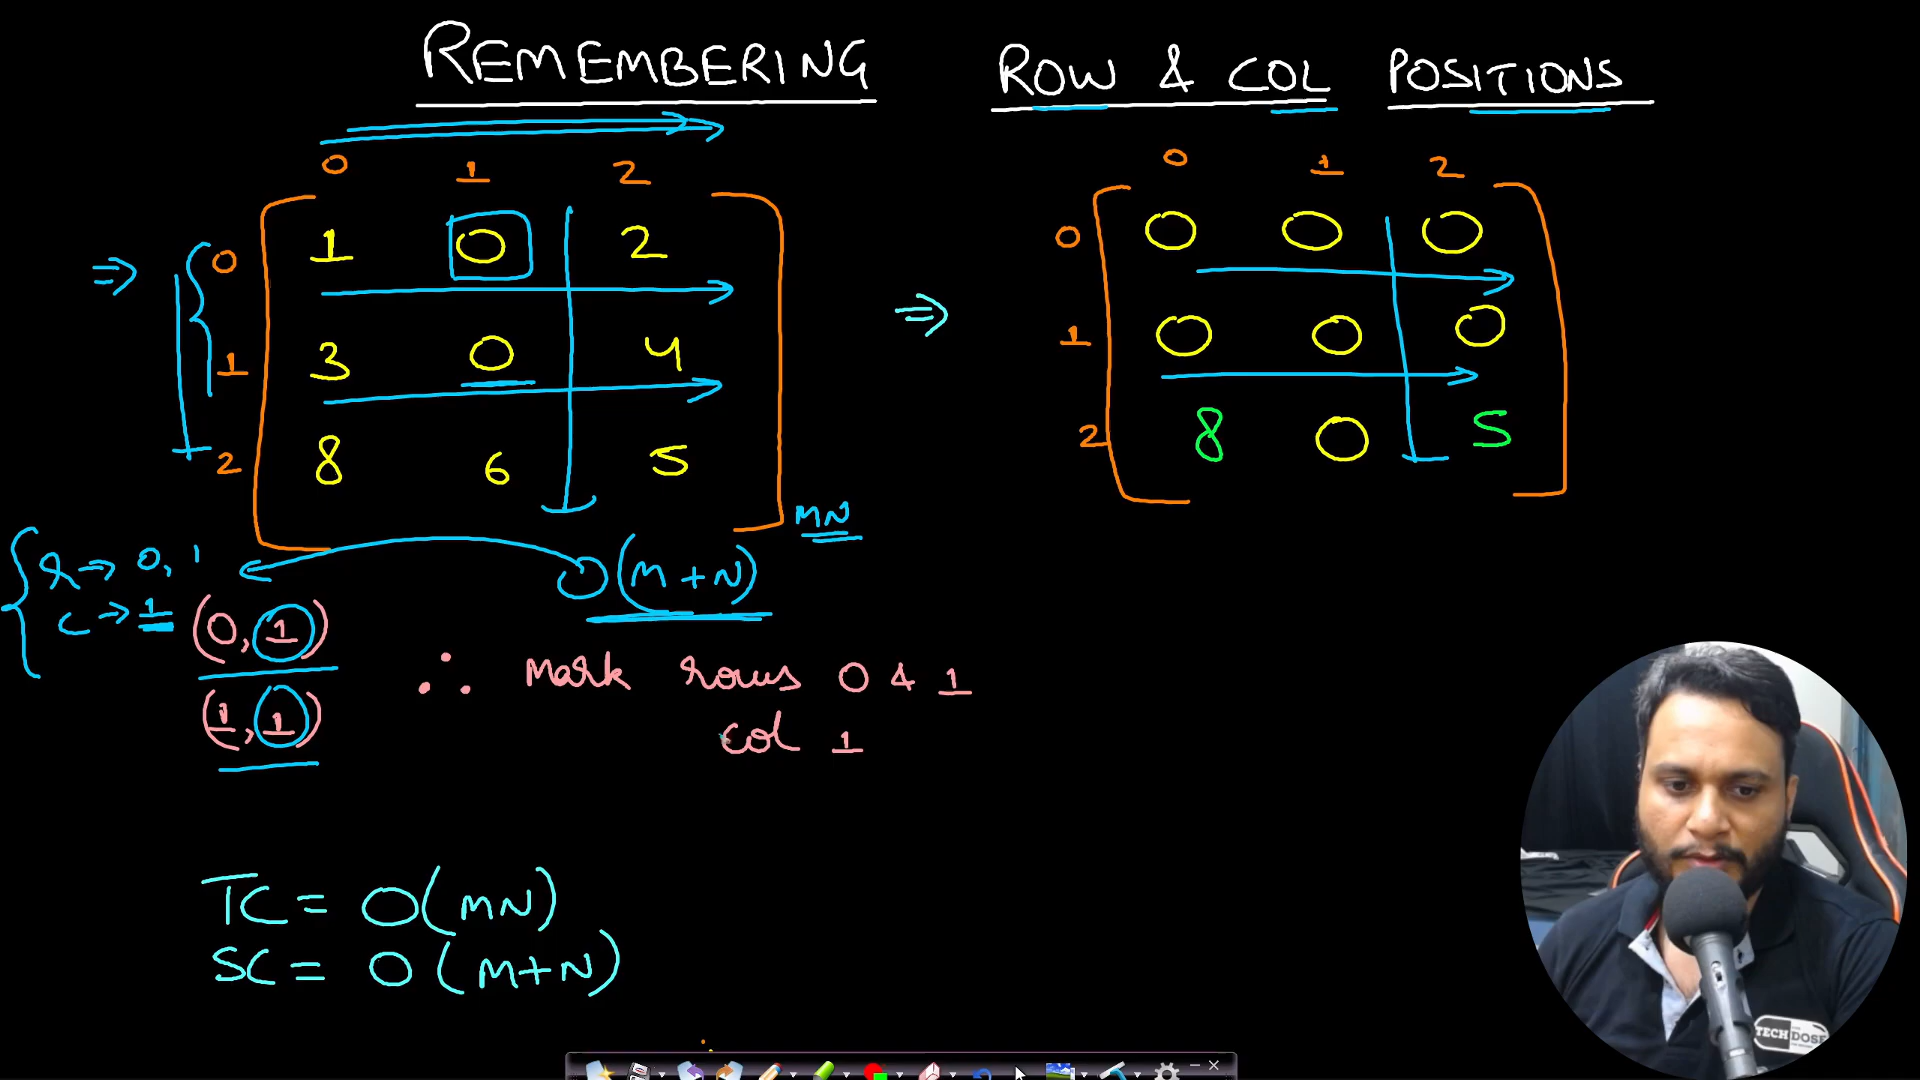 REMEMBERING ROW & COL POSITIONS
0 1 2
0 1 0 2
1 3 0 4
2 8 6 5
MN
0 1 2
0 0 0 0
1 0 0 0
2 8 0 5
⇒
⇒
r → 0, 1
c → 1
O(M+N)
(0, 1)
(1, 1)
∴ Mark rows 0 & 1
col 1
TC = O(MN)
SC = O(M+N)
TECH DOSE